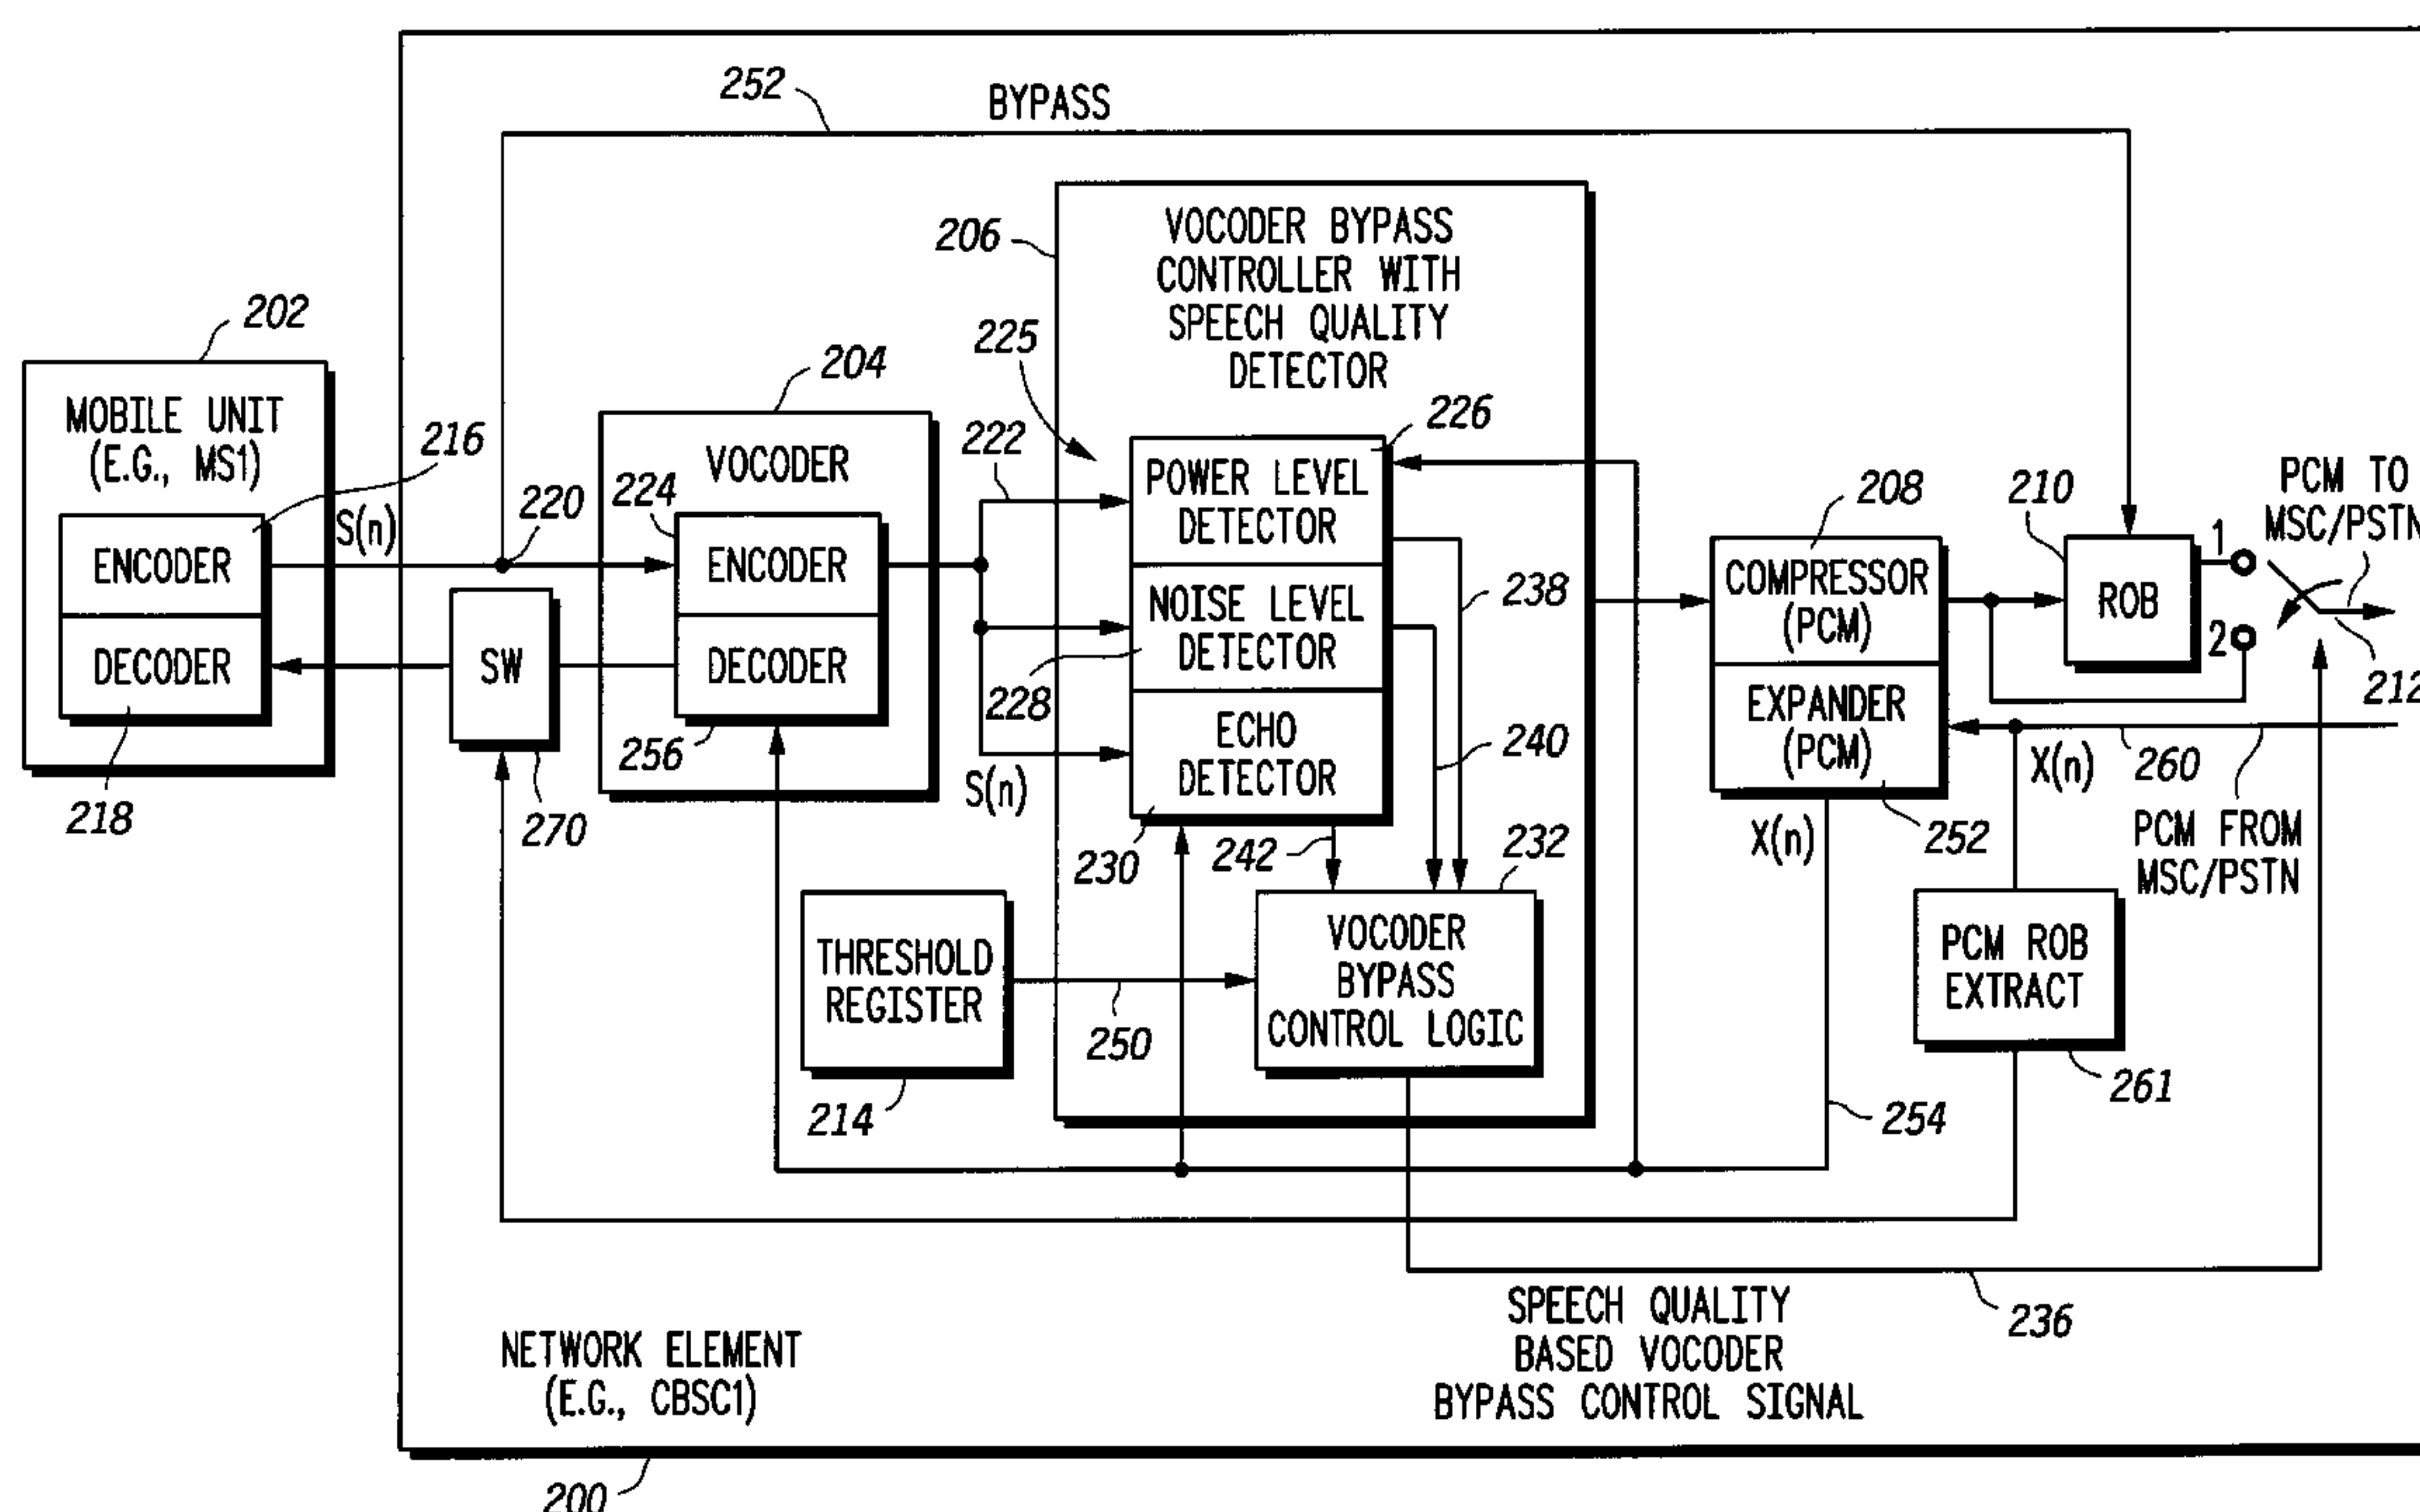 252
BYPASS
206
VOCODER BYPASS
CONTROLLER WITH
SPEECH QUALITY
DETECTOR
202
MOBILE UNIT
(E.G., MS1)
216
ENCODER
DECODER
218
S(n)
220
SW
270
204
VOCODER
224
ENCODER
DECODER
256
222
225
226
POWER LEVEL
DETECTOR
NOISE LEVEL
DETECTOR
228
ECHO
DETECTOR
S(n)
230
242
238
240
232
VOCODER
BYPASS
CONTROL LOGIC
THRESHOLD
REGISTER
214
250
208
COMPRESSOR
(PCM)
EXPANDER
(PCM)
252
X(n)
254
210
ROB
1
2
PCM TO
MSC/PSTN
212
X(n)
260
PCM FROM
MSC/PSTN
PCM ROB
EXTRACT
261
236
SPEECH QUALITY
BASED VOCODER
BYPASS CONTROL SIGNAL
NETWORK ELEMENT
(E.G., CBSC1)
200